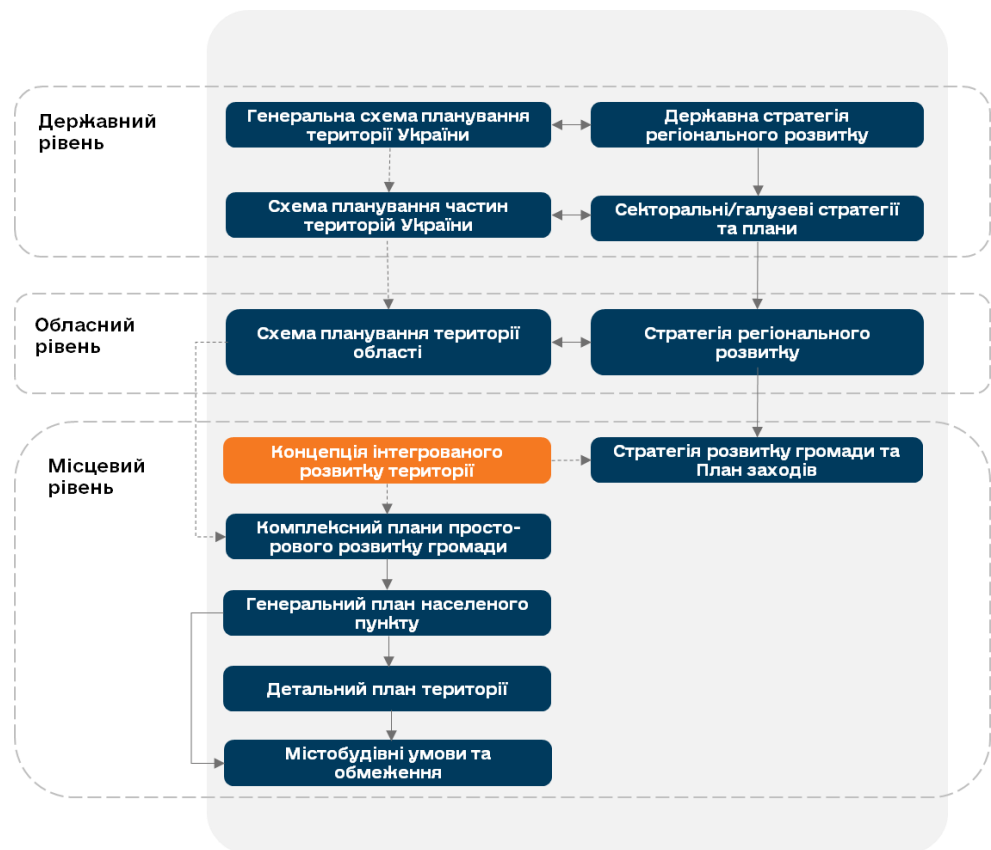 Державний
рівень
Генеральна схема планування
території України
Державна стратегія
регіонального розвитку
Схема планування частин
територій України
Секторальні/галузеві стратегії
та плани
Обласний
рівень
Схема планування території
області
Стратегія регіонального
розвитку
Місцевий
рівень
Концепція інтегрованого
розвитку території
Стратегія розвитку громади та
План заходів
Комплексний плани просто-
рового розвитку громади
Генеральний план населеного
пункту
Детальний план території
Містобудівні умови та
обмеження